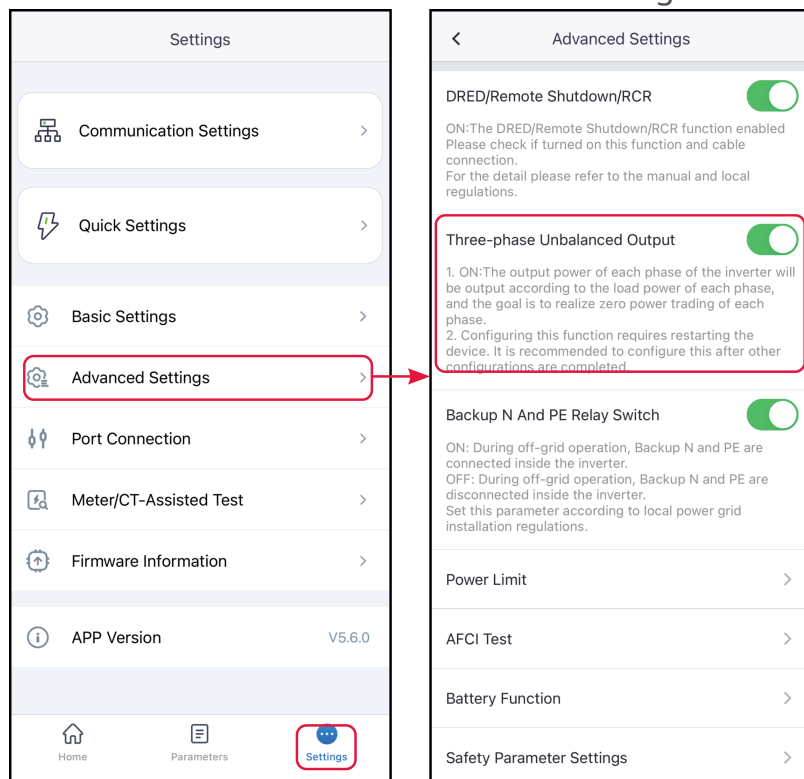 Settings
Communication Settings
Quick Settings
Basic Settings
Advanced Settings
Port Connection
Meter/CT-Assisted Test
Firmware Information
APP Version V5.6.0
Home Parameters Settings
Advanced Settings
DRED/Remote Shutdown/RCR
ON:The DRED/Remote Shutdown/RCR function enabled
Please check if turned on this function and cable
connection.
For the detail please refer to the manual and local
regulations.
Three-phase Unbalanced Output
1. ON:The output power of each phase of the inverter will
be output according to the load power of each phase,
and the goal is to realize zero power trading of each
phase.
2. Configuring this function requires restarting the
device. It is recommended to configure this after other
configurations are completed.
Backup N And PE Relay Switch
ON: During off-grid operation, Backup N and PE are
connected inside the inverter.
OFF: During off-grid operation, Backup N and PE are
disconnected inside the inverter.
Set this parameter according to local power grid
installation regulations.
Power Limit
AFCI Test
Battery Function
Safety Parameter Settings